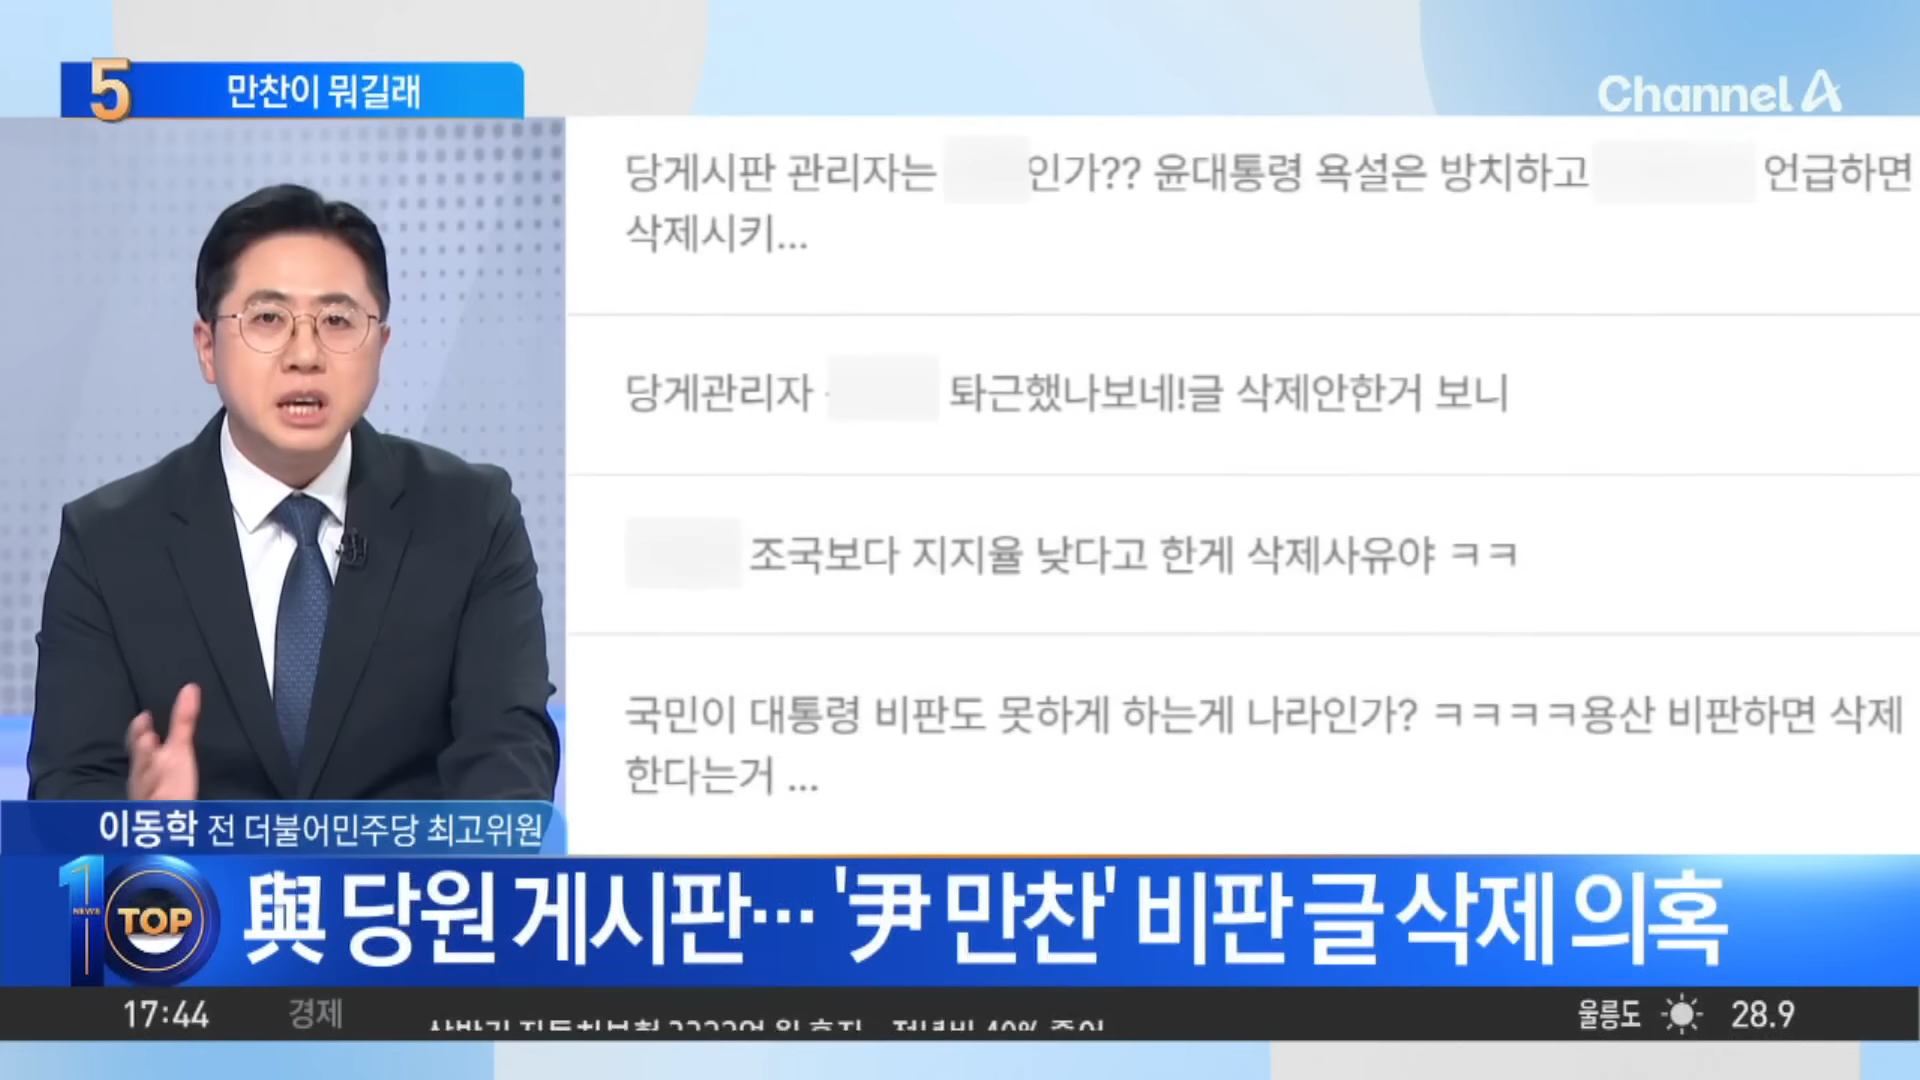 5 만찬이 뭐길래
Channel A
당게시판 관리자는 인가?? 윤대통령 욕설은 방치하고 언급하면
삭제시키...
당게관리자 퇴근했나보네!글 삭제안한거 보니
조국보다 지지율 낮다고 한게 삭제사유야 ㅋㅋ
국민이 대통령 비판도 못하게 하는게 나라인가? ㅋㅋㅋㅋ용산 비판하면 삭제
한다는거 ...
이동학 전 더불어민주당 최고위원
10 NEWS TOP
與 당원 게시판… '尹 만찬' 비판 글 삭제 의혹
17:44 경제
울릉도 28.9